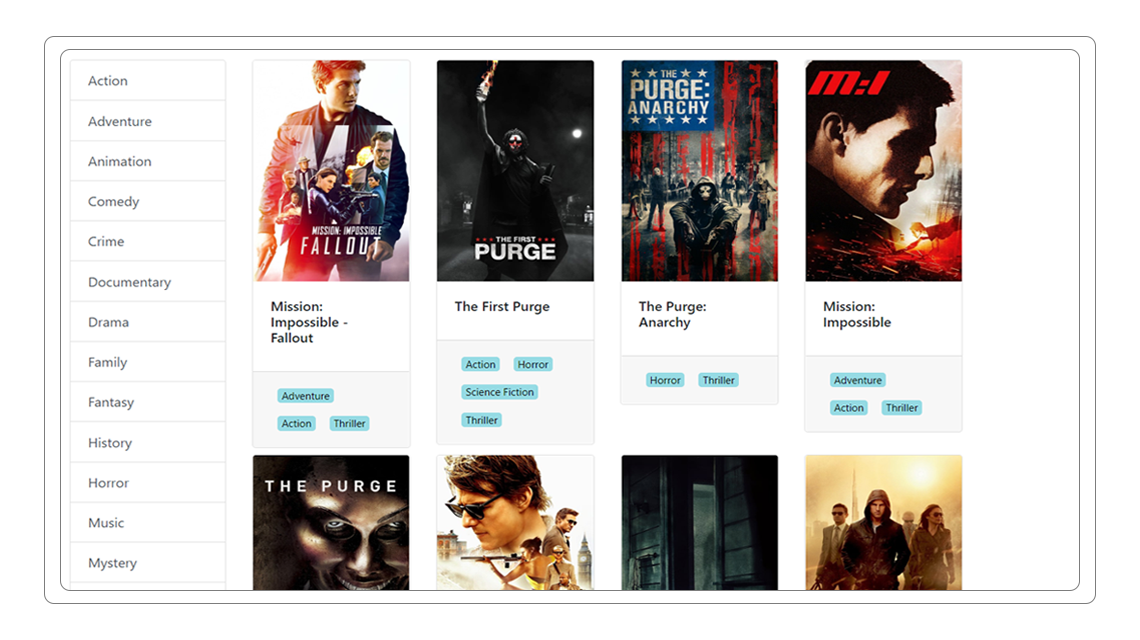 Action
Adventure
Animation
Comedy
Crime
Documentary
Drama
Family
Fantasy
History
Horror
Music
Mystery
MISSION: IMPOSSIBLE
FALLOUT
Mission:
Impossible -
Fallout
Adventure
Action Thriller
THE FIRST
PURGE
The First Purge
Action Horror
Science Fiction
Thriller
THE
PURGE:
ANARCHY
The Purge:
Anarchy
Horror Thriller
M:I
Mission:
Impossible
Adventure
Action Thriller
THE PURGE